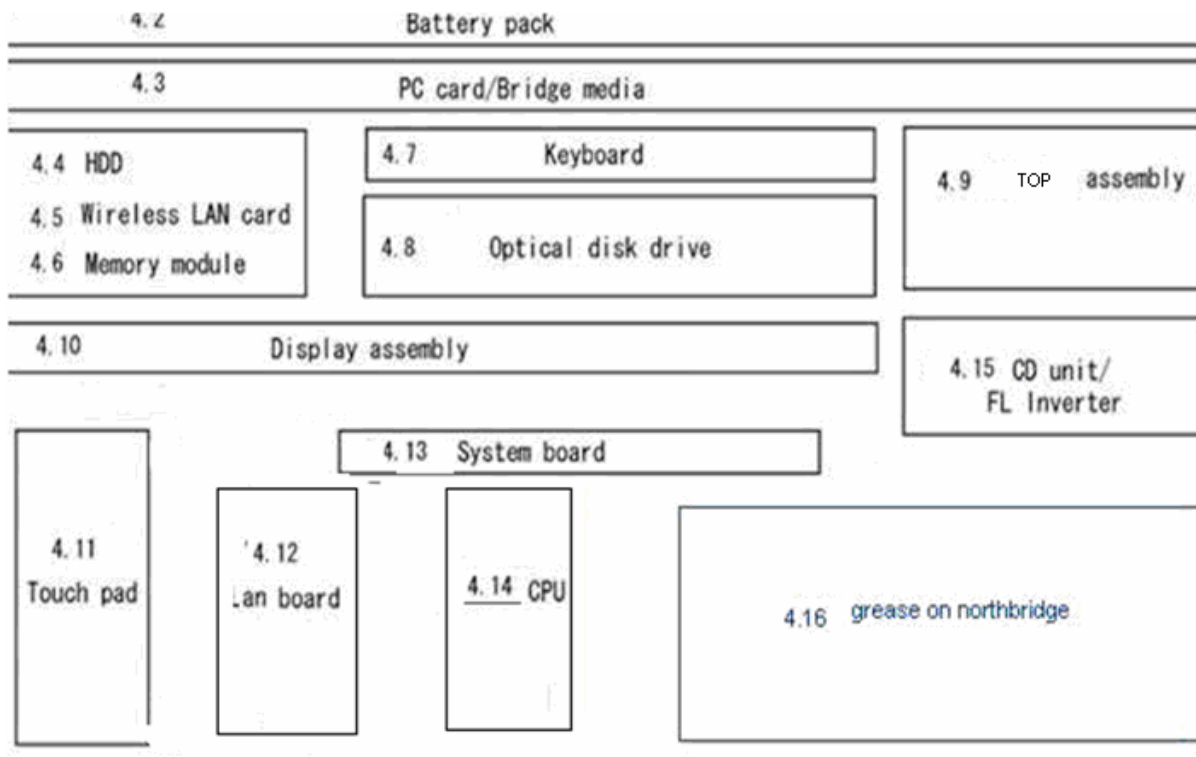 4.2 Battery pack
4.3 PC card/Bridge media
4.4 HDD
4.5 Wireless LAN card
4.6 Memory module
4.7 Keyboard
4.8 Optical disk drive
4.9 TOP assembly
4.10 Display assembly
4.15 CD unit/
FL Inverter
4.13 System board
4.11
Touch pad
4.12
Lan board
4.14 CPU
4.16 grease on northbridge